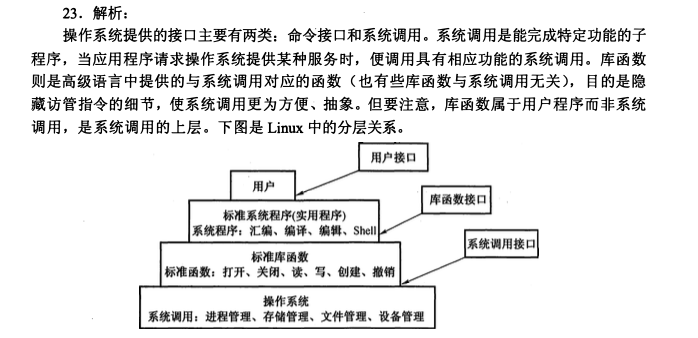 23．解析：
操作系统提供的接口主要有两类：命令接口和系统调用。系统调用是能完成特定功能的子
程序，当应用程序请求操作系统提供某种服务时，便调用具有相应功能的系统调用。库函数
则是高级语言中提供的与系统调用对应的函数（也有些库函数与系统调用无关），目的是隐
藏访管指令的细节，使系统调用更为方便、抽象。但要注意，库函数属于用户程序而非系统
调用，是系统调用的上层。下图是 Linux 中的分层关系。
用户接口
用户
库函数接口
标准系统程序(实用程序)
系统程序：汇编、编译、编辑、Shell
系统调用接口
标准库函数
标准函数：打开、关闭、读、写、创建、撤销
操作系统
系统调用：进程管理、存储管理、文件管理、设备管理